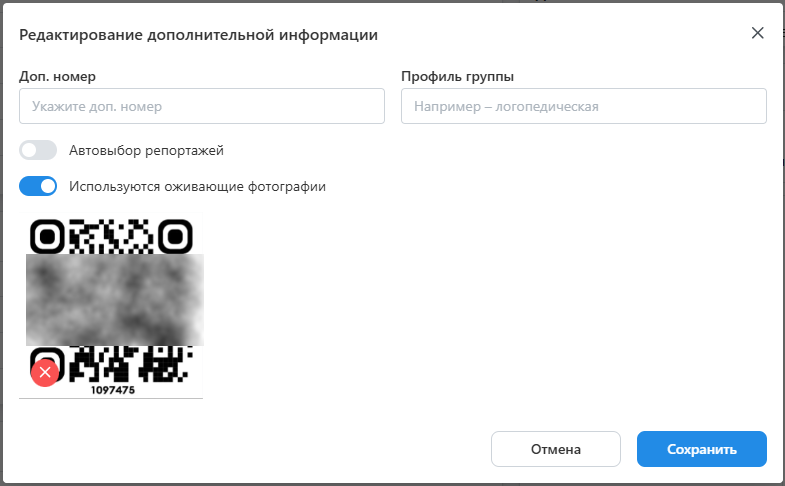 Редактирование дополнительной информации
Доп. номер
Профиль группы
Укажите доп. номер
Например – логопедическая
Автовыбор репортажей
Используются оживающие фотографии
1097475
Отмена
Сохранить